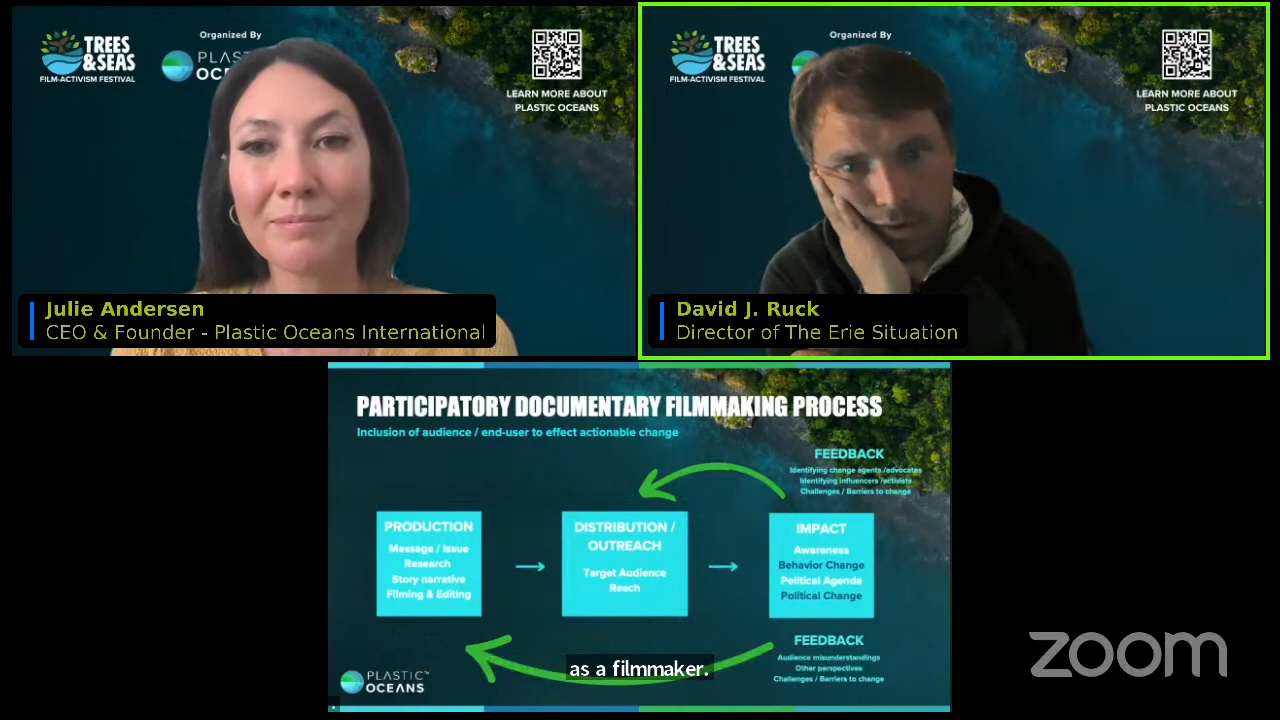 TREES
&SEAS
FILM-ACTIVISM FESTIVAL
Organized By
LEARN MORE ABOUT
PLASTIC OCEANS
Julie Andersen
CEO & Founder - Plastic Oceans International
TREES
&SEAS
FILM-ACTIVISM FESTIVAL
Organized By
LEARN MORE ABOUT
PLASTIC OCEANS
David J. Ruck
Director of The Erie Situation
PARTICIPATORY DOCUMENTARY FILMMAKING PROCESS
Inclusion of audience / end-user to effect actionable change
FEEDBACK
Identifying change agents /advocates
Identifying influencers /activists
Challenges / Barriers to change
PRODUCTION
Message / Issue
Research
Story narrative
Filming & Editing
DISTRIBUTION /
OUTREACH
Target Audience
Reach
IMPACT
Awareness
Behavior Change
Political Agenda
Political Change
FEEDBACK
Audience misunderstandings
Other perspectives
Challenges / Barriers to change
PLASTIC™
OCEANS
as a filmmaker.
zoom